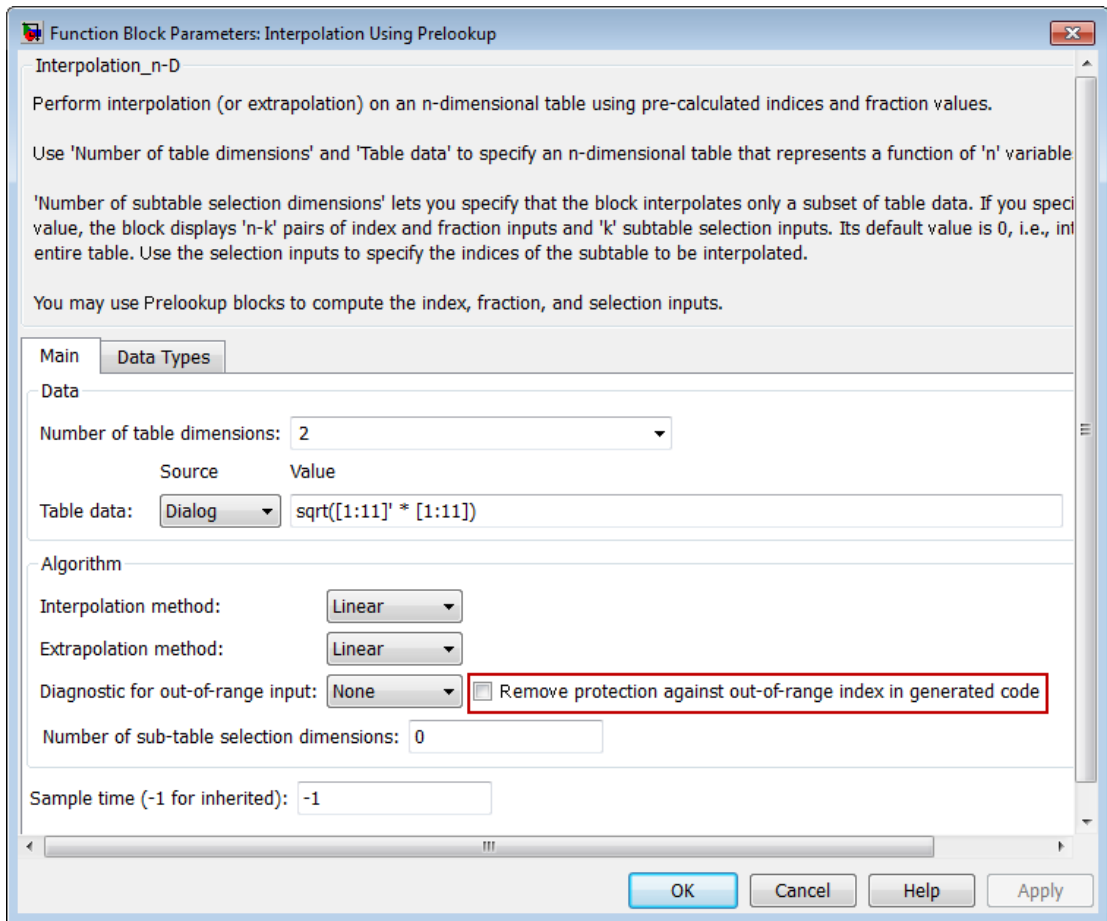 Function Block Parameters: Interpolation Using Prelookup
Interpolation_n-D
Perform interpolation (or extrapolation) on an n-dimensional table using pre-calculated indices and fraction values.
Use 'Number of table dimensions' and 'Table data' to specify an n-dimensional table that represents a function of 'n' variable
'Number of subtable selection dimensions' lets you specify that the block interpolates only a subset of table data. If you speci
value, the block displays 'n-k' pairs of index and fraction inputs and 'k' subtable selection inputs. Its default value is 0, i.e., int
entire table. Use the selection inputs to specify the indices of the subtable to be interpolated.
You may use Prelookup blocks to compute the index, fraction, and selection inputs.
Main Data Types
Data
Number of table dimensions: 2
Source Value
Table data: Dialog sqrt([1:11]' * [1:11])
Algorithm
Interpolation method: Linear
Extrapolation method: Linear
Diagnostic for out-of-range input: None Remove protection against out-of-range index in generated code
Number of sub-table selection dimensions: 0
Sample time (-1 for inherited): -1
OK Cancel Help Apply